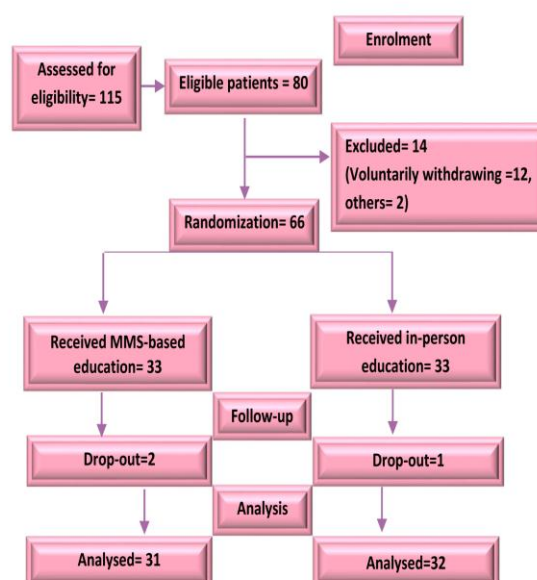 Enrolment
Assessed for
eligibility= 115
Eligible patients = 80
Excluded= 14
(Voluntarily withdrawing =12,
others= 2)
Randomization= 66
Received MMS-based
education= 33
Received in-person
education= 33
Follow-up
Drop-out=2
Drop-out=1
Analysis
Analysed= 31
Analysed= 32